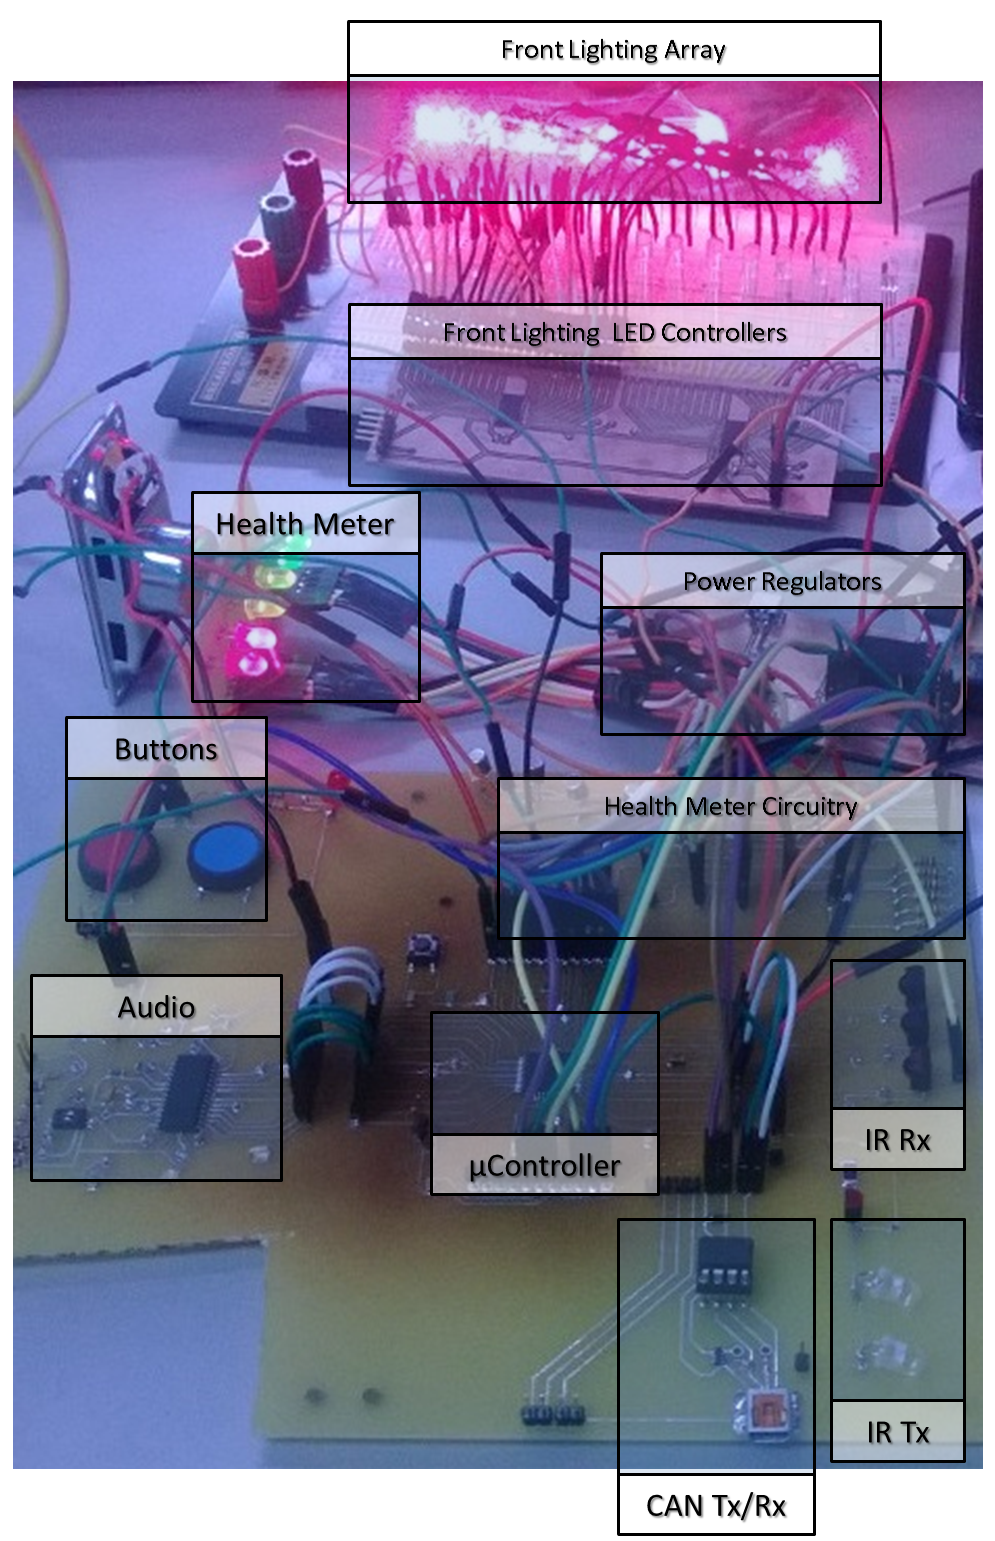 Front Lighting Array
Front Lighting LED Controllers
Health Meter
Power Regulators
Buttons
Health Meter Circuitry
Audio
IR Rx
µController
IR Tx
CAN Tx/Rx